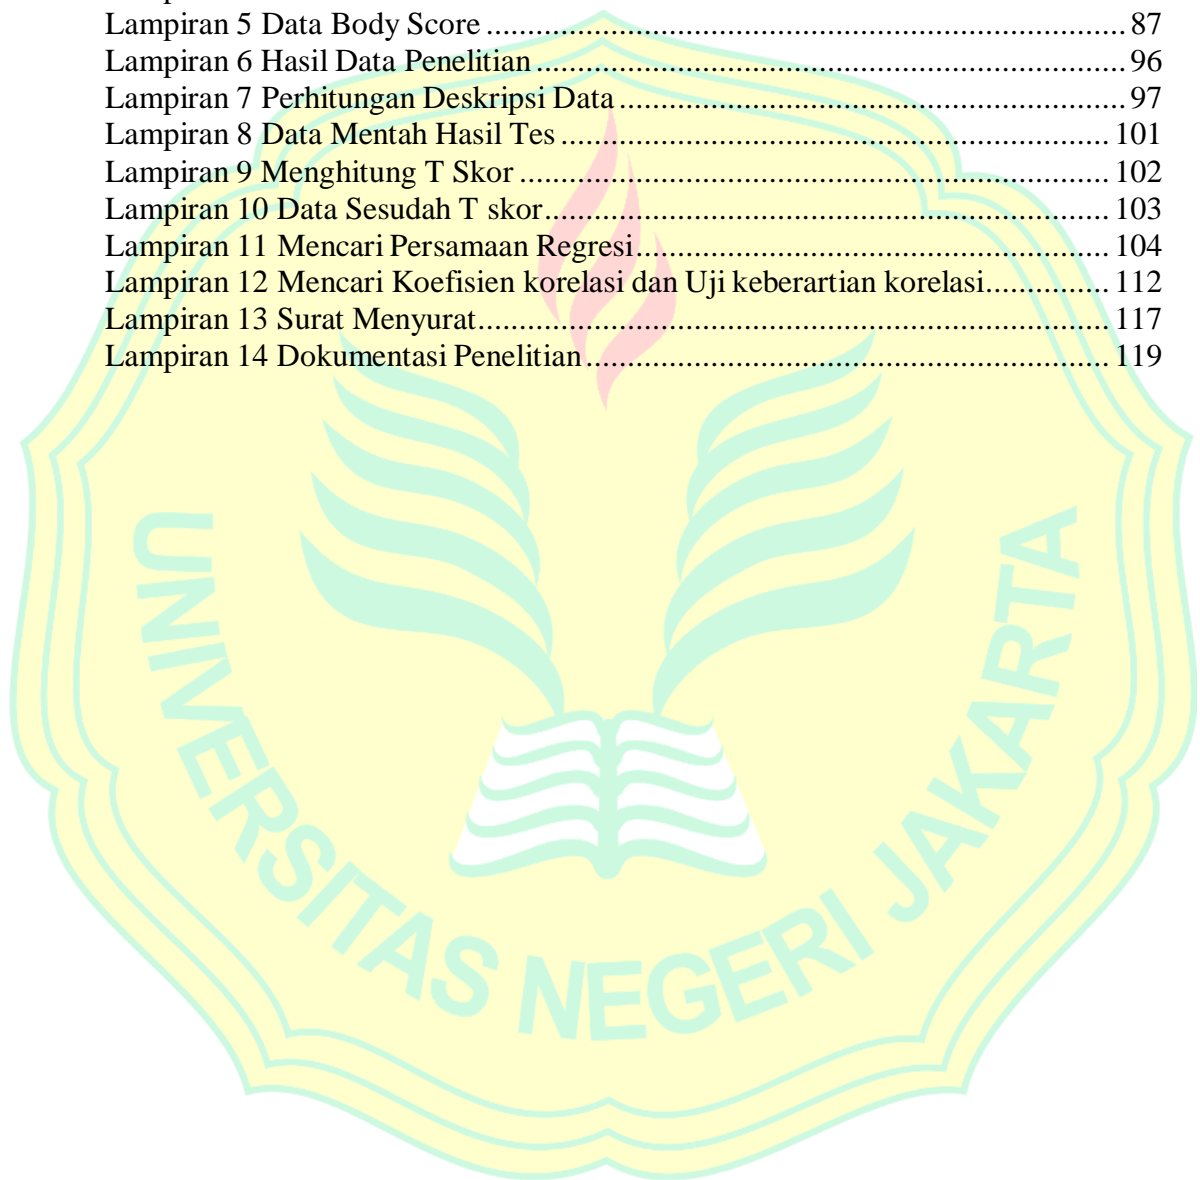 Lampiran 5 Data Body Score ............................................................................. 87
Lampiran 6 Hasil Data Penelitian ....................................................................... 96
Lampiran 7 Perhitungan Deskripsi Data ............................................................. 97
Lampiran 8 Data Mentah Hasil Tes .................................................................. 101
Lampiran 9 Menghitung T Skor ....................................................................... 102
Lampiran 10 Data Sesudah T skor.................................................................... 103
Lampiran 11 Mencari Persamaan Regresi......................................................... 104
Lampiran 12 Mencari Koefisien korelasi dan Uji keberartian korelasi............... 112
Lampiran 13 Surat Menyurat............................................................................ 117
Lampiran 14 Dokumentasi Penelitian ............................................................... 119
UNIVERSITAS NEGERI JAKARTA